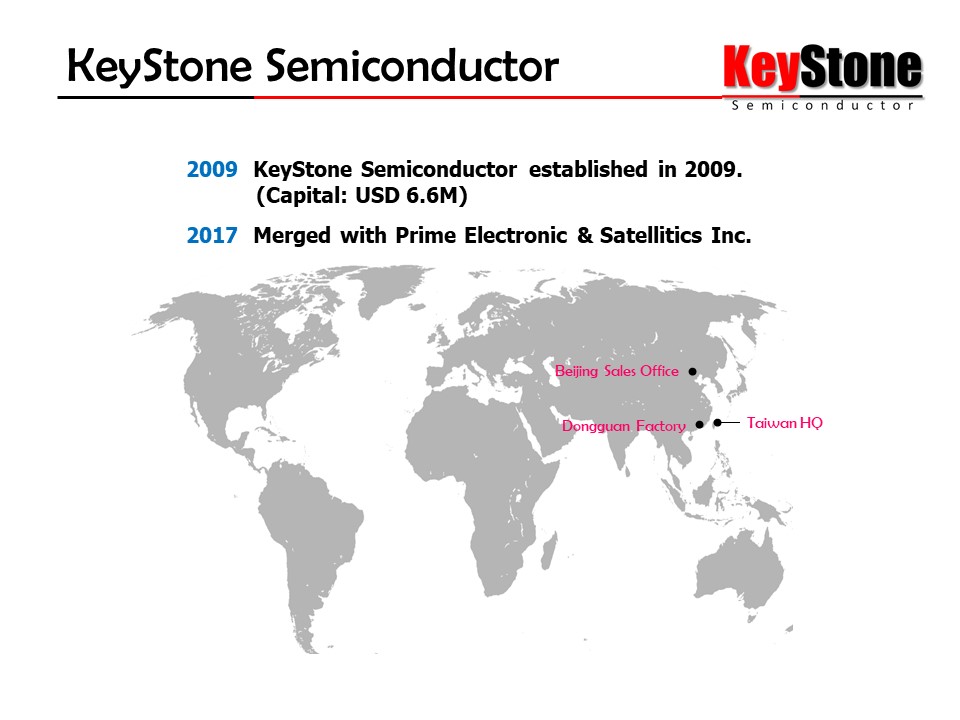 KeyStone Semiconductor
KeyStone
Semiconductor
2009 KeyStone Semiconductor established in 2009.
(Capital: USD 6.6M)
2017 Merged with Prime Electronic & Satellitics Inc.
Beijing Sales Office
Dongguan Factory
Taiwan HQ